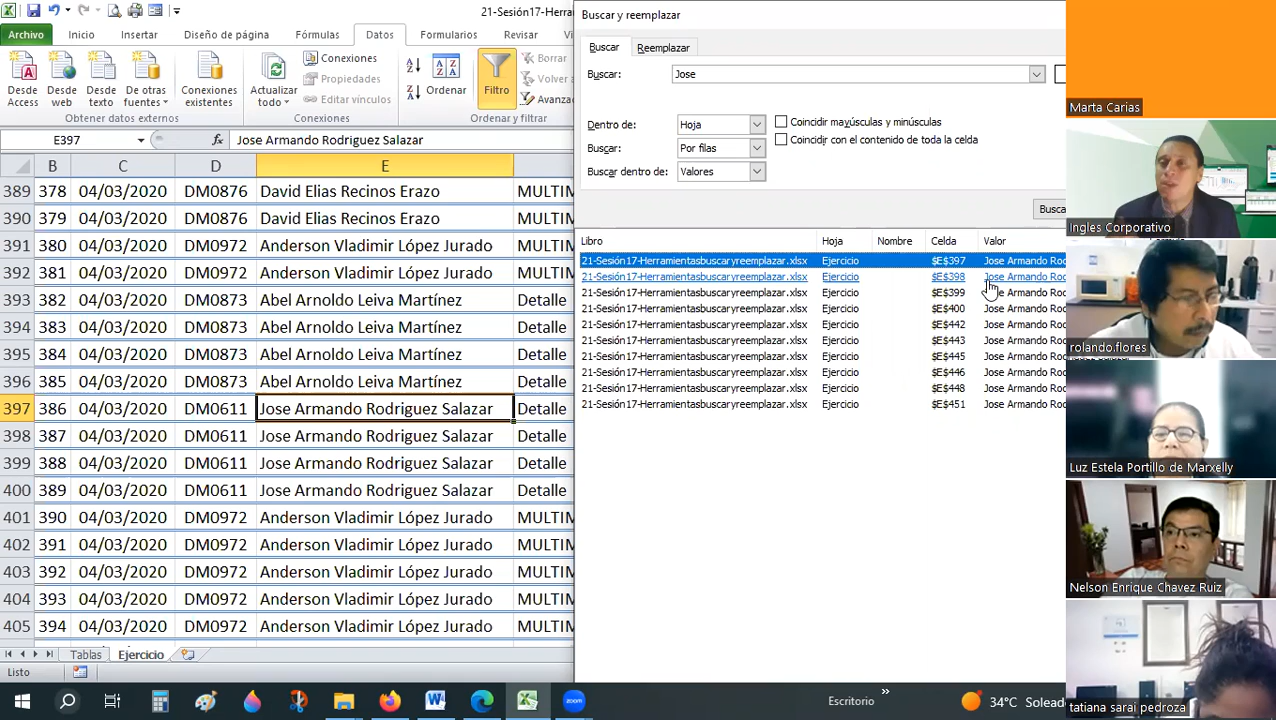 21-Sesión17-Herra
Archivo Inicio Insertar Diseño de página Fórmulas Datos Formularios Revisar
Desde Access
Desde web
Desde texto
De otras fuentes
Conexiones existentes
Actualizar todo
Conexiones
Propiedades
Editar vínculos
Ordenar
Filtro
Borrar
Volver a
Avanza
Obtener datos externos Conexiones Ordenar y filtrar
E397 fx Jose Armando Rodriguez Salazar
B C D E
389 378 04/03/2020 DM0876 David Elias Recinos Erazo MULTIM
390 379 04/03/2020 DM0876 David Elias Recinos Erazo MULTIM
391 380 04/03/2020 DM0972 Anderson Vladimir López Jurado MULTIM
392 381 04/03/2020 DM0972 Anderson Vladimir López Jurado MULTIM
393 382 04/03/2020 DM0873 Abel Arnoldo Leiva Martínez Detalle
394 383 04/03/2020 DM0873 Abel Arnoldo Leiva Martínez Detalle
395 384 04/03/2020 DM0873 Abel Arnoldo Leiva Martínez Detalle
396 385 04/03/2020 DM0873 Abel Arnoldo Leiva Martínez Detalle
397 386 04/03/2020 DM0611 Jose Armando Rodriguez Salazar Detalle
398 387 04/03/2020 DM0611 Jose Armando Rodriguez Salazar Detalle
399 388 04/03/2020 DM0611 Jose Armando Rodriguez Salazar Detalle
400 389 04/03/2020 DM0611 Jose Armando Rodriguez Salazar Detalle
401 390 04/03/2020 DM0972 Anderson Vladimir López Jurado MULTIM
402 391 04/03/2020 DM0972 Anderson Vladimir López Jurado MULTIM
403 392 04/03/2020 DM0972 Anderson Vladimir López Jurado MULTIM
404 393 04/03/2020 DM0972 Anderson Vladimir López Jurado MULTIM
405 394 04/03/2020 DM0972 Anderson Vladimir López Jurado MULTIM
Tablas Ejercicio
Listo
Buscar y reemplazar
Buscar Reemplazar
Buscar: Jose
Dentro de: Hoja
Coincidir mayúsculas y minúsculas
Buscar: Por filas
Coincidir con el contenido de toda la celda
Buscar dentro de: Valores
Busca
Libro Hoja Nombre Celda Valor
21-Sesión17-Herramientasbuscaryreemplazar.xlsx Ejercicio $E$397 Jose Armando Rod
21-Sesión17-Herramientasbuscaryreemplazar.xlsx Ejercicio $E$398 Jose Armando Rod
21-Sesión17-Herramientasbuscaryreemplazar.xlsx Ejercicio $E$399 Jose Armando Rod
21-Sesión17-Herramientasbuscaryreemplazar.xlsx Ejercicio $E$400 Jose Armando Rod
21-Sesión17-Herramientasbuscaryreemplazar.xlsx Ejercicio $E$442 Jose Armando Rod
21-Sesión17-Herramientasbuscaryreemplazar.xlsx Ejercicio $E$443 Jose Armando Rod
21-Sesión17-Herramientasbuscaryreemplazar.xlsx Ejercicio $E$445 Jose Armando Rod
21-Sesión17-Herramientasbuscaryreemplazar.xlsx Ejercicio $E$446 Jose Armando Rod
21-Sesión17-Herramientasbuscaryreemplazar.xlsx Ejercicio $E$448 Jose Armando Rod
21-Sesión17-Herramientasbuscaryreemplazar.xlsx Ejercicio $E$451 Jose Armando Rod
Marta Carias
Ingles Corporativo
rolando.flores
Luz Estela Portillo de Marxelly
Nelson Enrique Chavez Ruiz
tatiana sarai pedroza
zoom
Escritorio
34°C Solead